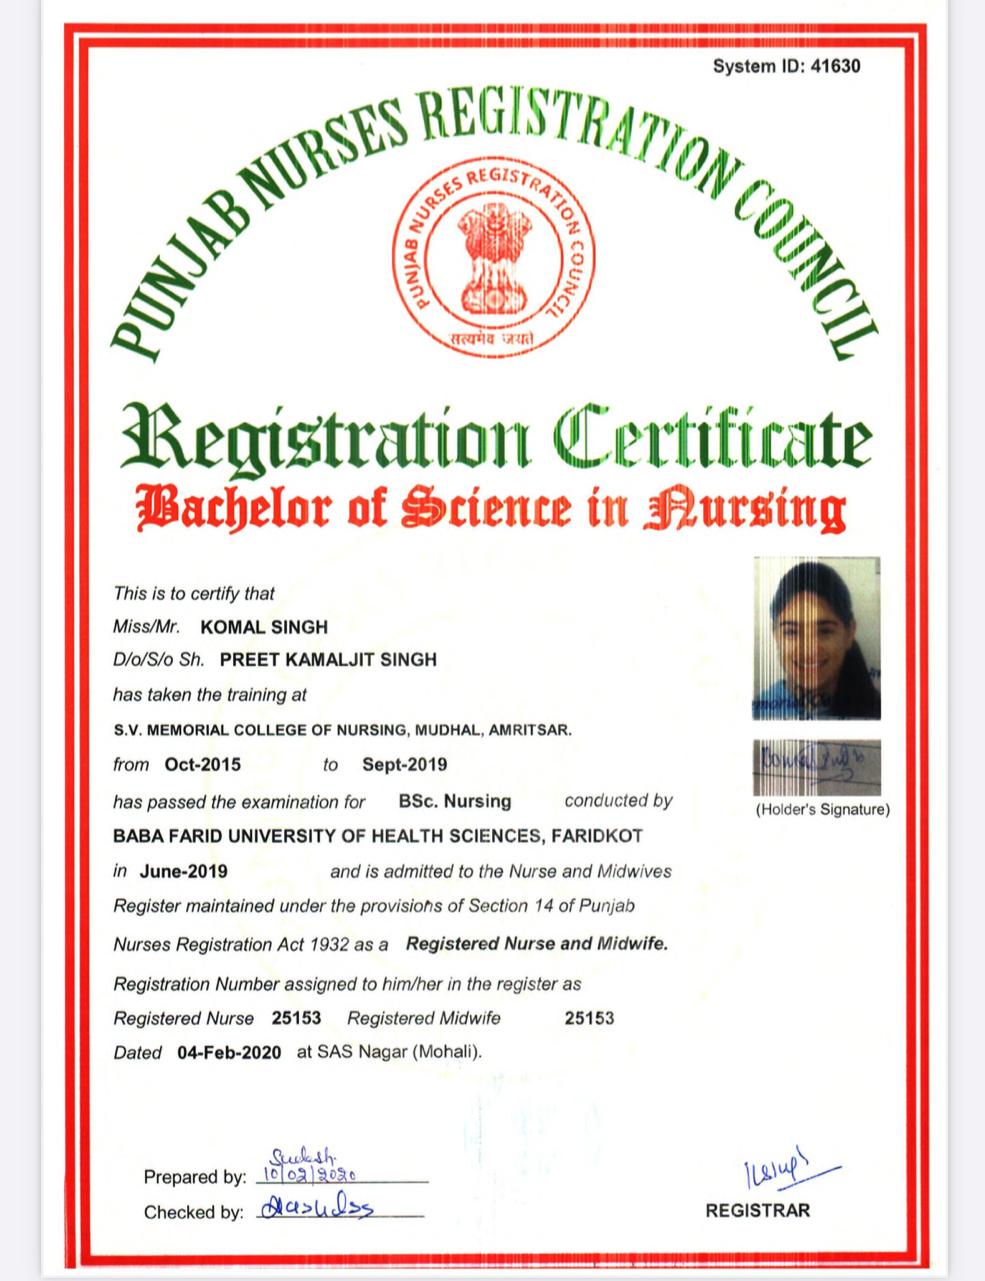 System ID: 41630
PUNJAB NURSES REGISTRATION COUNCIL
PUNJAB NURSES REGISTRATION COUNCIL
सत्यमेव जयते
Registration Certificate
Bachelor of Science in Nursing
This is to certify that
Miss/Mr. KOMAL SINGH
D/o/S/o Sh. PREET KAMALJIT SINGH
has taken the training at
S.V. MEMORIAL COLLEGE OF NURSING, MUDHAL, AMRITSAR.
from Oct-2015 to Sept-2019
has passed the examination for BSc. Nursing conducted by
(Holder's Signature)
BABA FARID UNIVERSITY OF HEALTH SCIENCES, FARIDKOT
in June-2019 and is admitted to the Nurse and Midwives
Register maintained under the provisions of Section 14 of Punjab
Nurses Registration Act 1932 as a Registered Nurse and Midwife.
Registration Number assigned to him/her in the register as
Registered Nurse 25153 Registered Midwife 25153
Dated 04-Feb-2020 at SAS Nagar (Mohali).
Prepared by: 10/02/2020
Checked by:
REGISTRAR